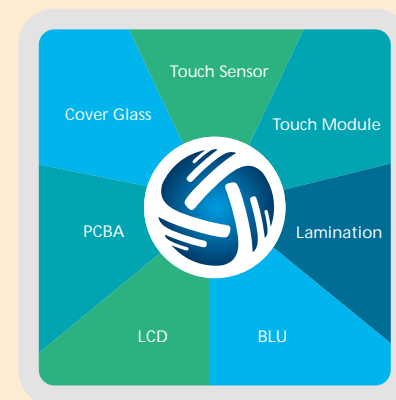 Touch Sensor
Cover Glass
Touch Module
PCBA
Lamination
LCD
BLU